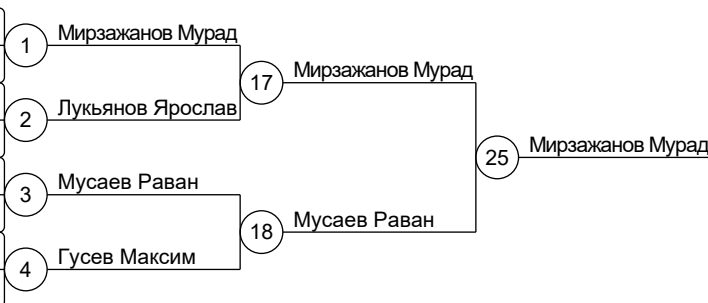 1
Мирзажанов Мурад
17
Мирзажанов Мурад
2
Лукьянов Ярослав
25
Мирзажанов Мурад
3
Мусаев Раван
18
Мусаев Раван
4
Гусев Максим